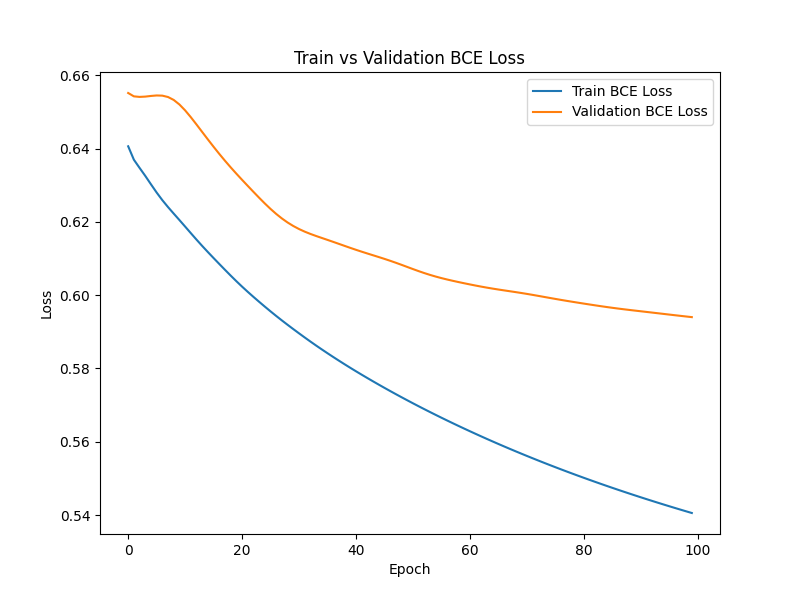 Train vs Validation BCE Loss
Train BCE Loss
Validation BCE Loss
0.66
0.64
0.62
0.60
0.58
0.56
0.54
Loss
0 20 40 60 80 100
Epoch